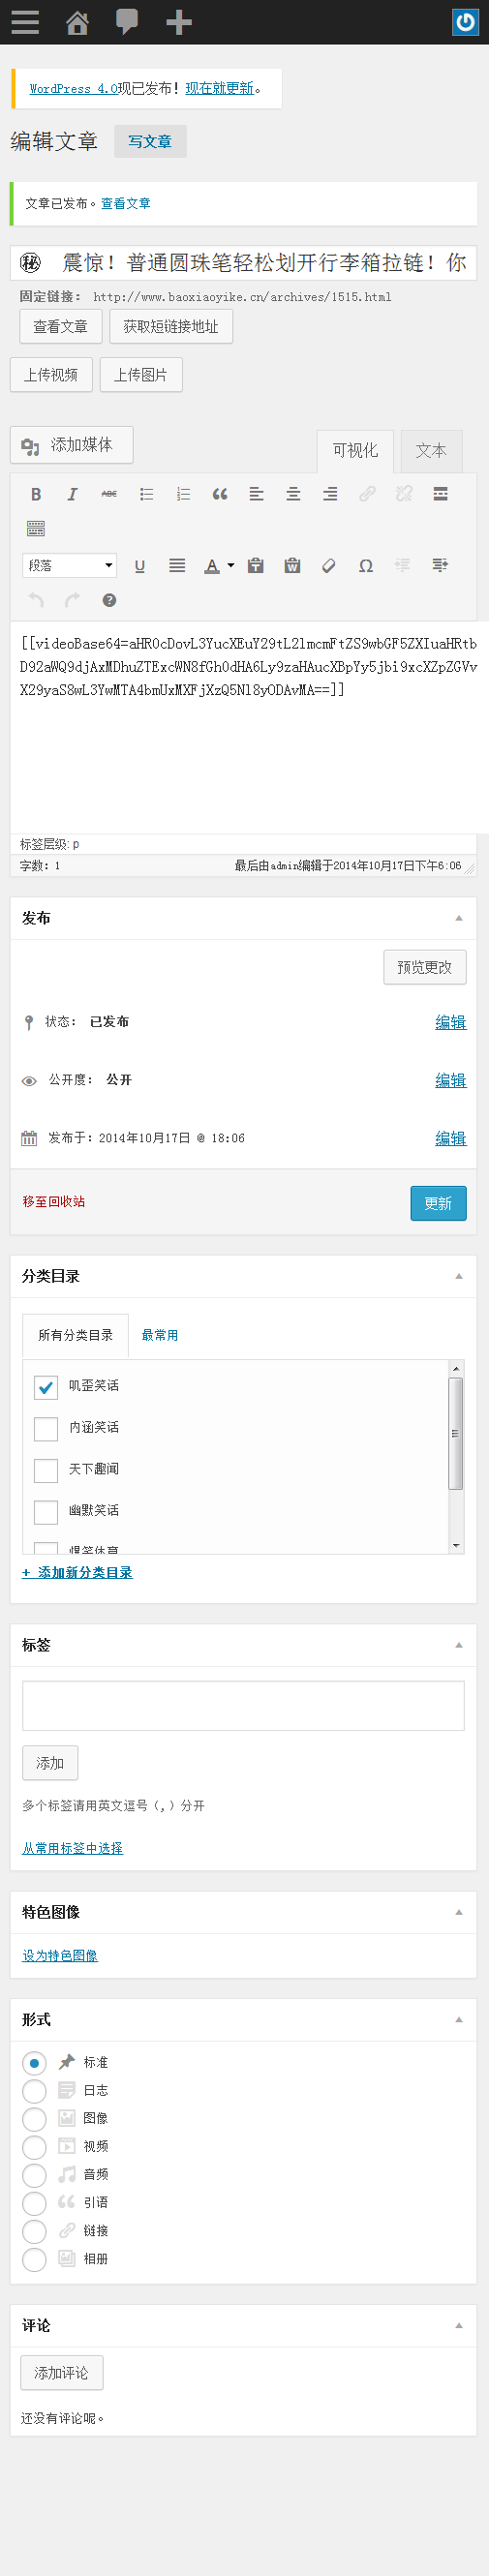 WordPress 4.0现已发布！现在就更新。
编辑文章 写文章
文章已发布。查看文章
㊙ 震惊！普通圆珠笔轻松划开行李箱拉链！你
固定链接： http://www.baoxiaoyike.cn/archives/1515.html
查看文章 获取短链接地址
上传视频 上传图片
添加媒体 可视化 文本
段落
[[videoBase64=aHR0cDovL3YucXEuY29tL2lmcmFtZS9wbGF5ZXIuaHRtb
D92aWQ9djAxMDhuZTExcWN8fGh0dHA6Ly9zaHAucXBpYy5jbi9xcXZpZGVv
X29yaS8wL3YwMTA4bmUxMXFjXzQ5Nl8yODAvMA==]]
标签层级: p
字数：1 最后由admin编辑于2014年10月17日下午6:06
发布
预览更改
状态： 已发布 编辑
公开度： 公开 编辑
发布于：2014年10月17日 @ 18:06 编辑
移至回收站 更新
分类目录
所有分类目录 最常用
叽歪笑话
内涵笑话
天下趣闻
幽默笑话
爆笑体育
+ 添加新分类目录
标签
添加
多个标签请用英文逗号（,）分开
从常用标签中选择
特色图像
设为特色图像
形式
标准
日志
图像
视频
音频
引语
链接
相册
评论
添加评论
还没有评论呢。